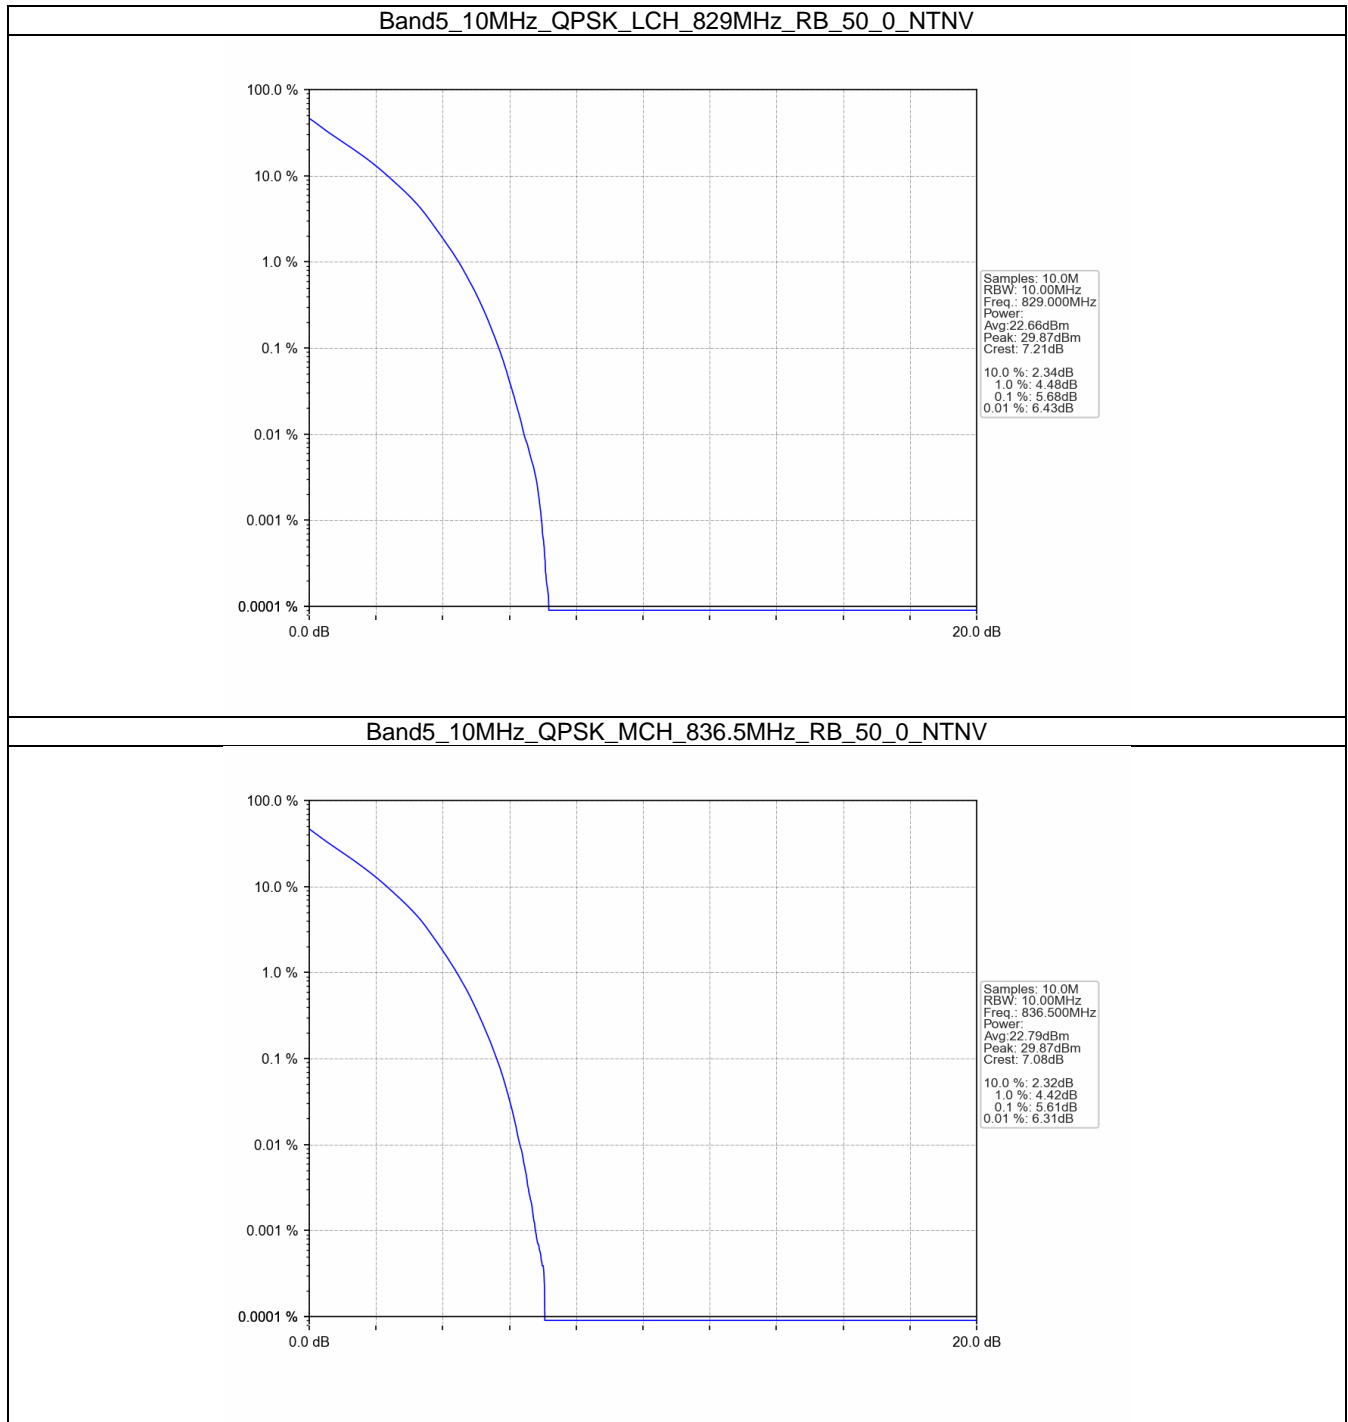 Band5_10MHz_QPSK_LCH_829MHz_RB_50_0_NTNV
100.0 %
10.0 %
1.0 %
0.1 %
0.01 %
0.001 %
0.0001 %
0.0 dB
20.0 dB
Samples: 10.0M
RBW: 10.00MHz
Freq.: 829.000MHz
Power:
Avg:22.66dBm
Peak: 29.87dBm
Crest: 7.21dB
10.0 %: 2.34dB
1.0 %: 4.48dB
0.1 %: 5.68dB
0.01 %: 6.43dB
Band5_10MHz_QPSK_MCH_836.5MHz_RB_50_0_NTNV
100.0 %
10.0 %
1.0 %
0.1 %
0.01 %
0.001 %
0.0001 %
0.0 dB
20.0 dB
Samples: 10.0M
RBW: 10.00MHz
Freq.: 836.500MHz
Power:
Avg:22.79dBm
Peak: 29.87dBm
Crest: 7.08dB
10.0 %: 2.32dB
1.0 %: 4.42dB
0.1 %: 5.61dB
0.01 %: 6.31dB